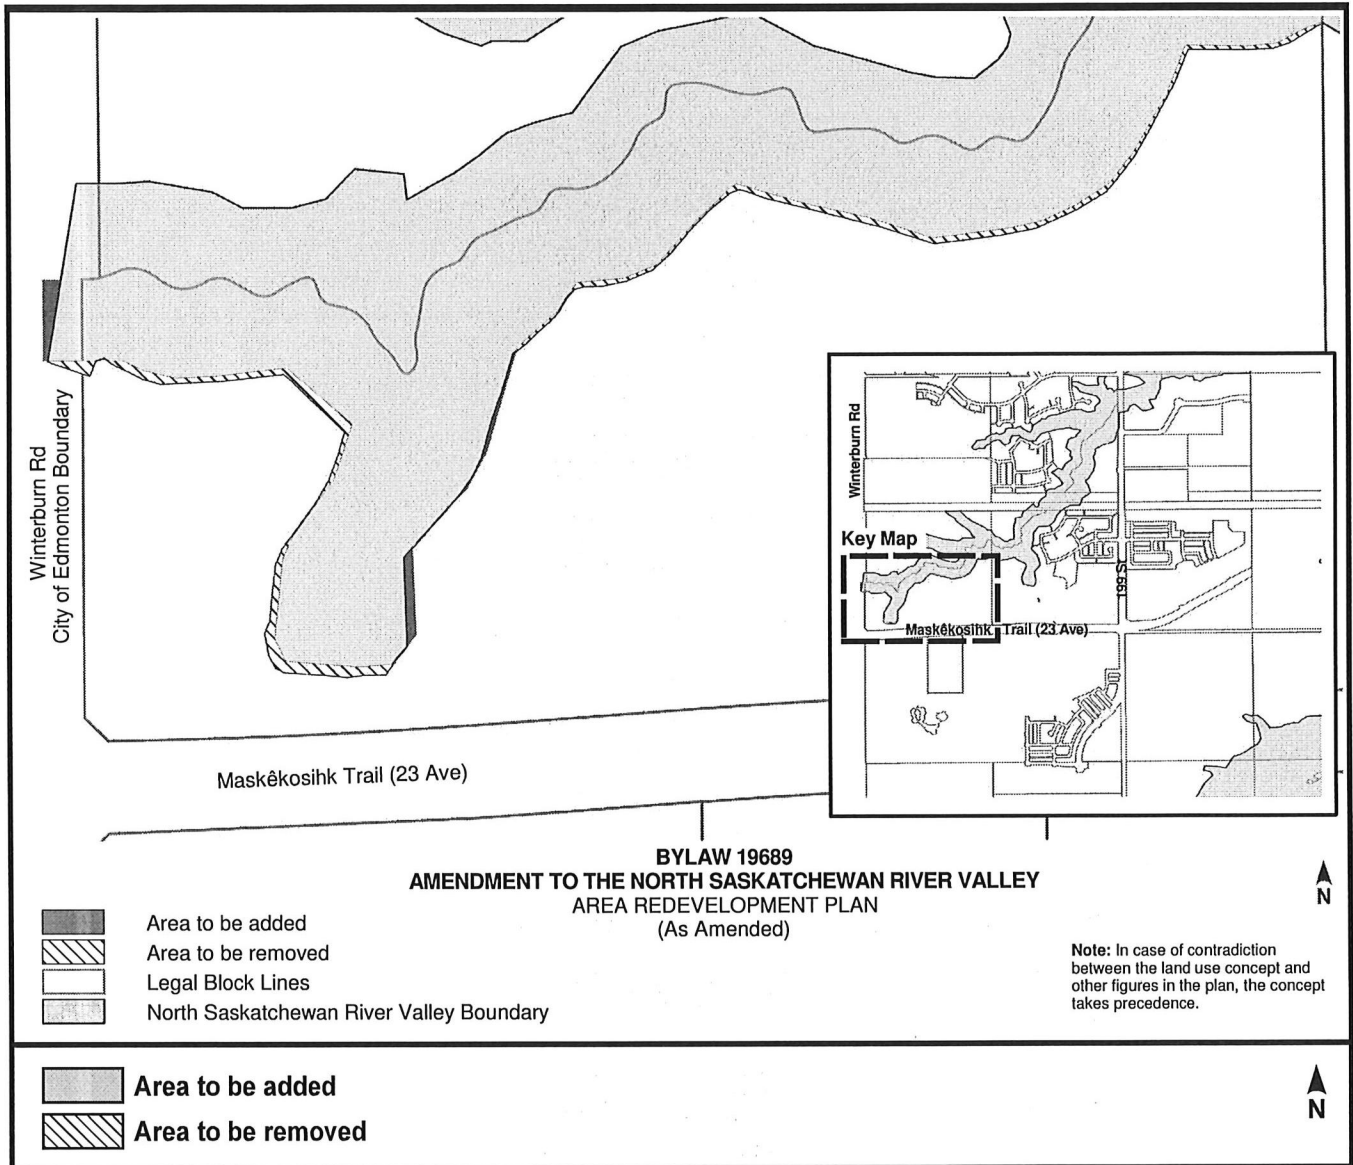 Winterburn Rd
City of Edmonton Boundary
Maskêkosihk Trail (23 Ave)
Winterburn Rd
Key Map
199 St
Maskêkosihk Trail (23 Ave)
BYLAW 19689
AMENDMENT TO THE NORTH SASKATCHEWAN RIVER VALLEY
AREA REDEVELOPMENT PLAN
(As Amended)
N
Area to be added
Area to be removed
Legal Block Lines
North Saskatchewan River Valley Boundary
Note: In case of contradiction
between the land use concept and
other figures in the plan, the concept
takes precedence.
Area to be added
Area to be removed
N